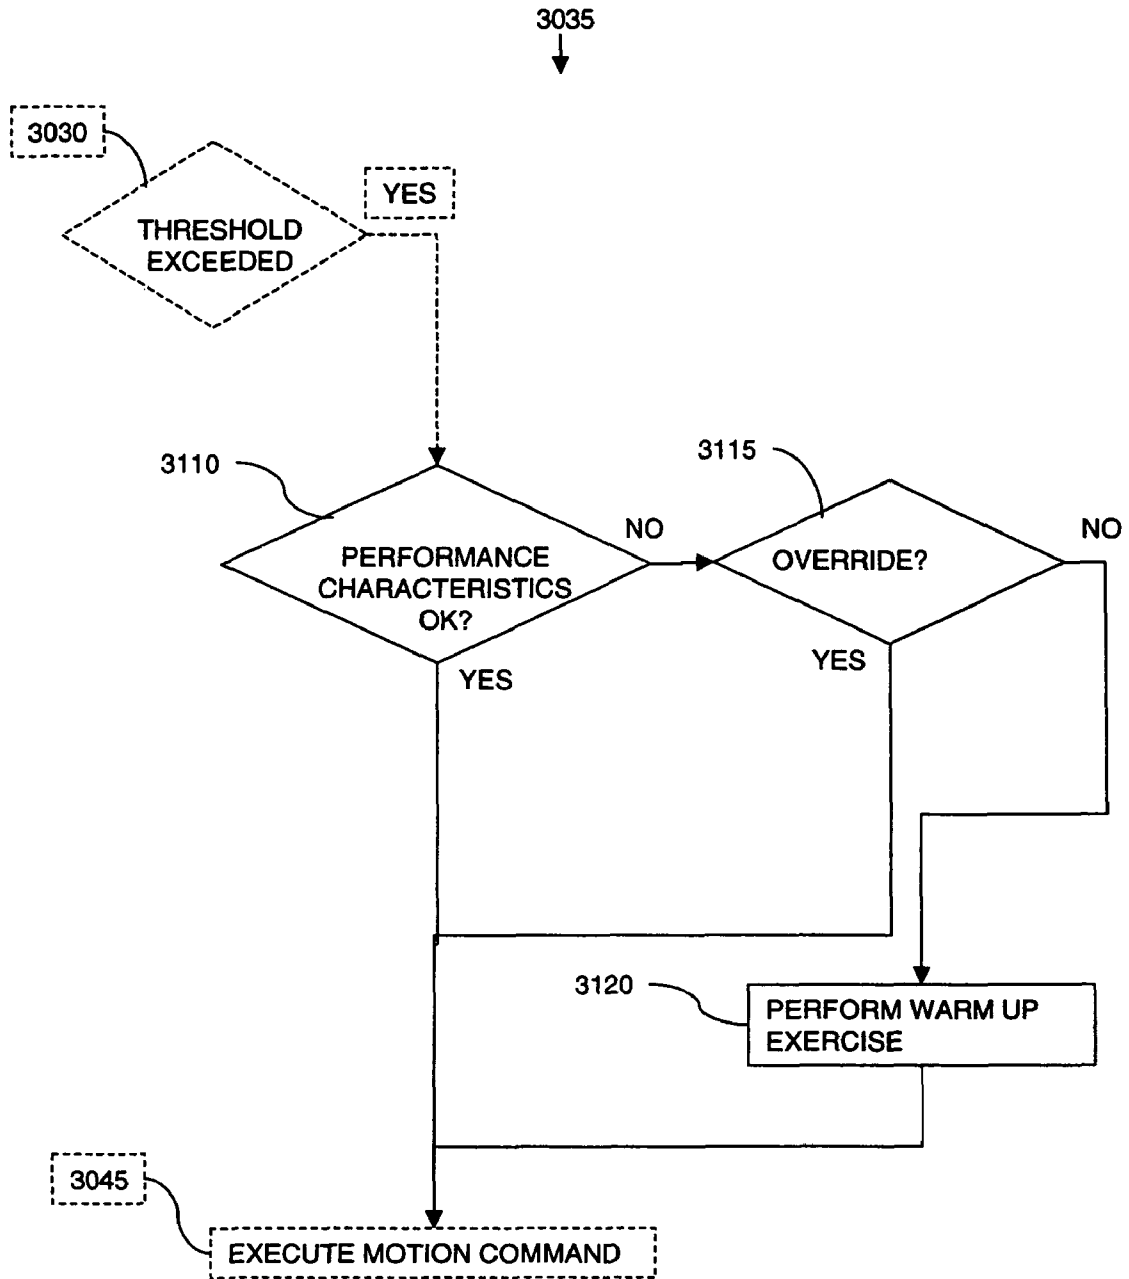 3035
3030
YES
THRESHOLD
EXCEEDED
3110
3115
NO
NO
PERFORMANCE
CHARACTERISTICS
OK?
OVERRIDE?
YES
YES
3120
PERFORM WARM UP
EXERCISE
3045
EXECUTE MOTION COMMAND